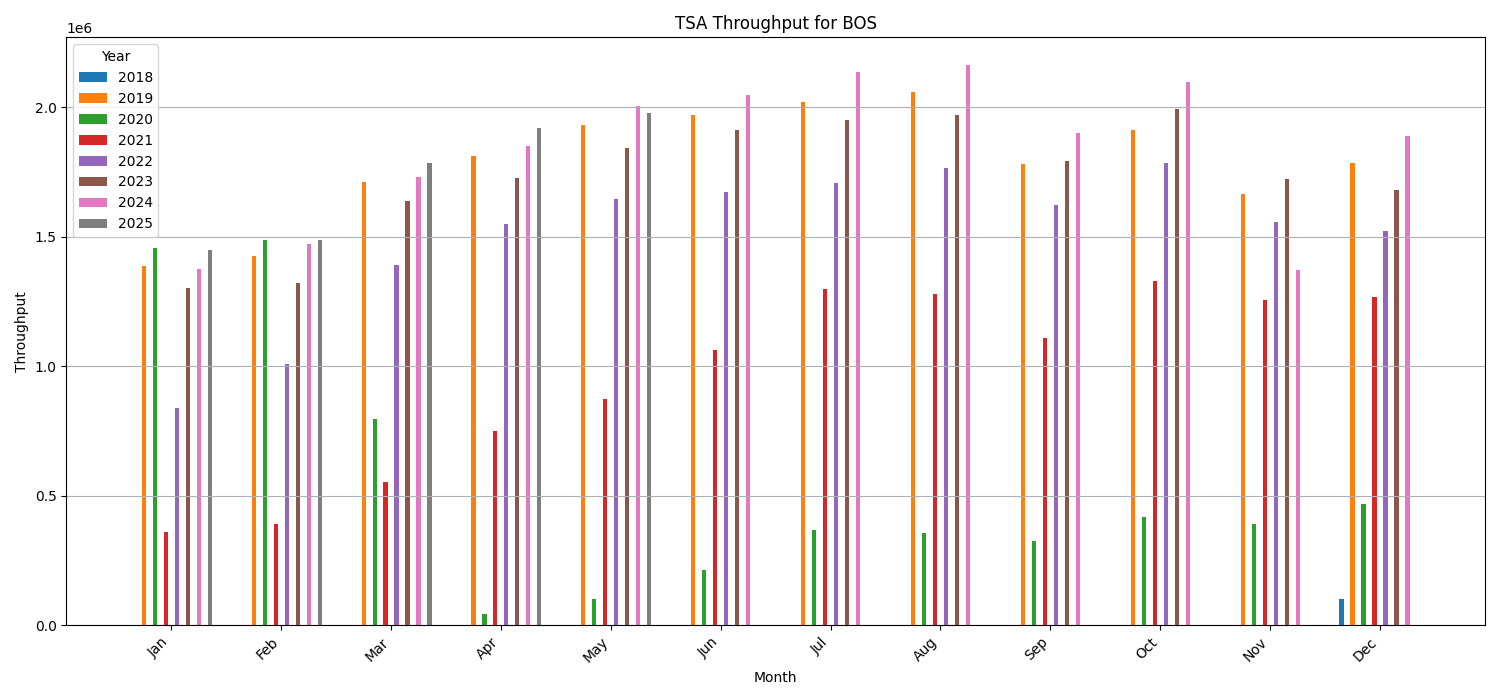 TSA Throughput for BOS
1e6
Year
2018
2019
2020
2021
2022
2023
2024
2025
2.0
1.5
1.0
0.5
0.0
Throughput
Jan Feb Mar Apr May Jun Jul Aug Sep Oct Nov Dec
Month